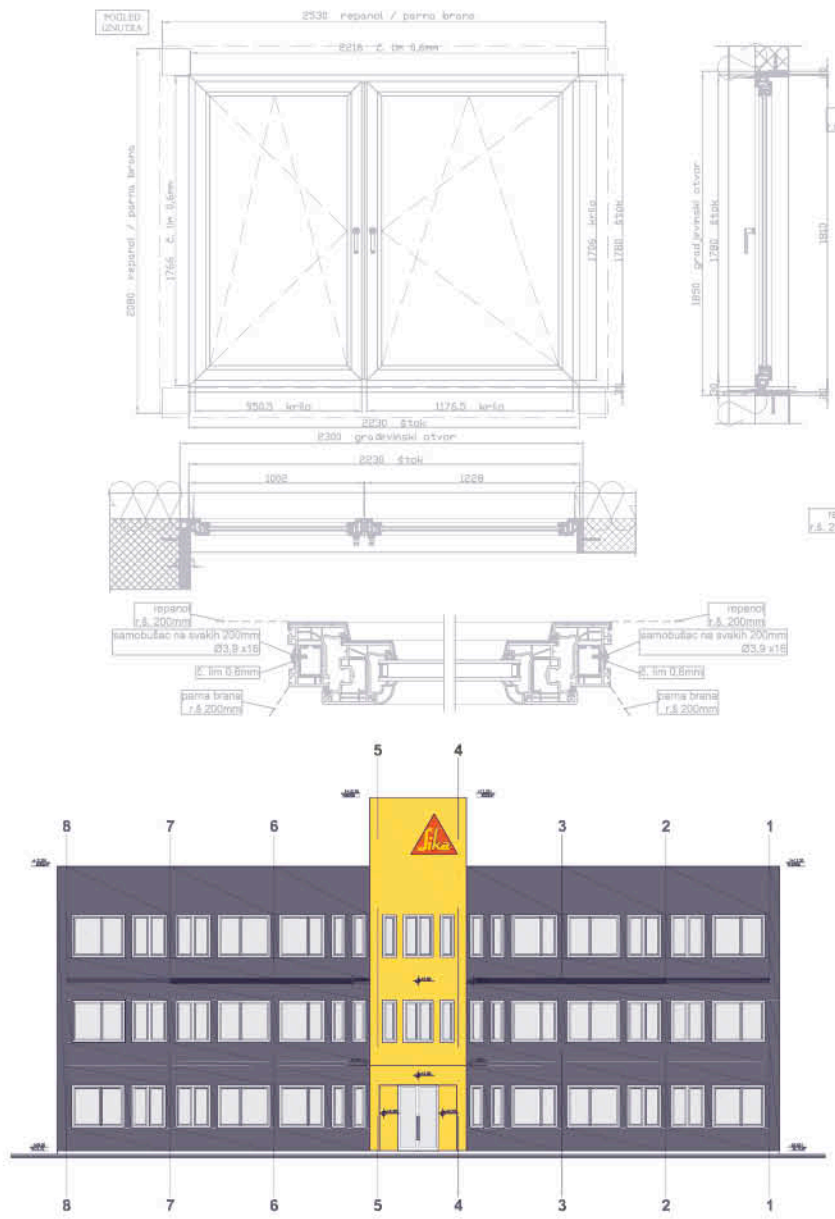 POGLED
IZNUTRA
2530 repanol / parna brana
2218 č. lim 0,6mm
2080 repanol / parna brana
1766 č. lim 0,6mm
1706 krilo
1780 štok
30
950.5 krilo
1176.5 krilo
2230 štok
2300 građevinski otvor
2230 štok
1002
1228
1850 građevinski otvor
1780 štok
1810
30
r.š. 2
repanol
r.š. 200mm
samobušac na svakih 200mm
Ø3,9 x16
č. lim 0,6mm
parna brana
r.š 200mm
repanol
r.š. 200mm
samobušac na svakih 200mm
Ø3,9 x16
č. lim 0,6mm
parna brana
r.š 200mm
5 4
8 7 6 3 2 1
Sika
8 7 6 5 4 3 2 1